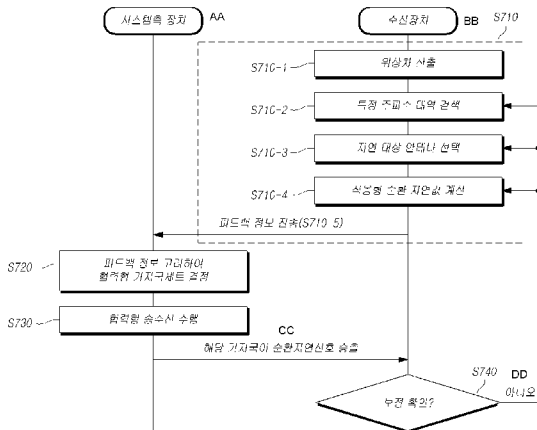 시스템측 장치 AA
수신장치 BB
S710
S710-1 위상차 산출
S710-2 특정 주파수 대역 검색
S710-3 지연 대상 안테나 선택
S710-4 적응형 순환 지연값 계산
피드백 정보 전송(S710-5)
S720 피드백 정보 고려하여
협력형 기지국세트 결정
S730 협력형 송수신 수행
CC
해당 기지국이 순환지연신호 송출
S740
보정 확인?
DD
아니오